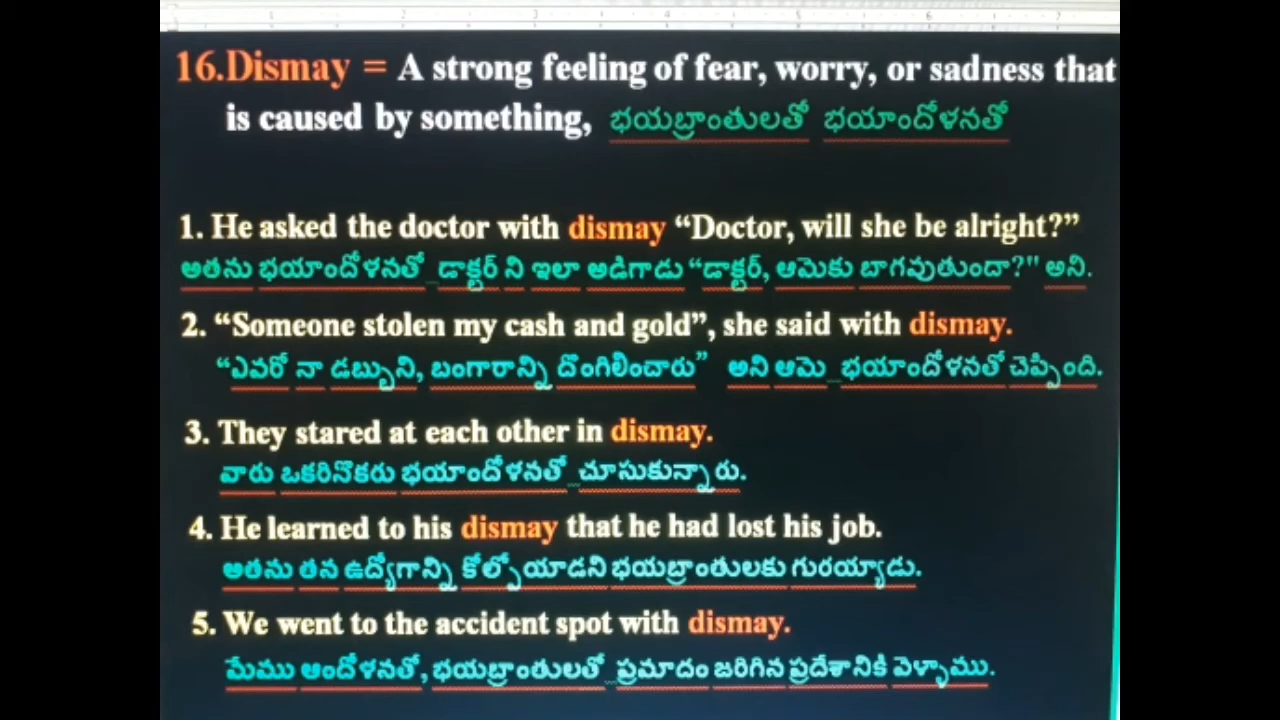 16.Dismay = A strong feeling of fear, worry, or sadness that
is caused by something, భయబ్రాంతులతో భయాందోళనతో
1. He asked the doctor with dismay “Doctor, will she be alright?”
అతను భయాందోళనతో డాక్టర్ ని ఇలా అడిగాడు “డాక్టర్, ఆమెకు బాగవుతుందా?" అని.
2. “Someone stolen my cash and gold”, she said with dismay.
“ఎవరో నా డబ్బుని, బంగారాన్ని దొంగిలించారు” అని ఆమె భయాందోళనతో చెప్పింది.
3. They stared at each other in dismay.
వారు ఒకరినొకరు భయాందోళనతో చూసుకున్నారు.
4. He learned to his dismay that he had lost his job.
అతను తన ఉద్యోగాన్ని కోల్పోయాడని భయబ్రాంతులకు గురయ్యాడు.
5. We went to the accident spot with dismay.
మేము ఆందోళనతో, భయబ్రాంతులతో ప్రమాదం జరిగిన ప్రదేశానికి వెళ్ళాము.